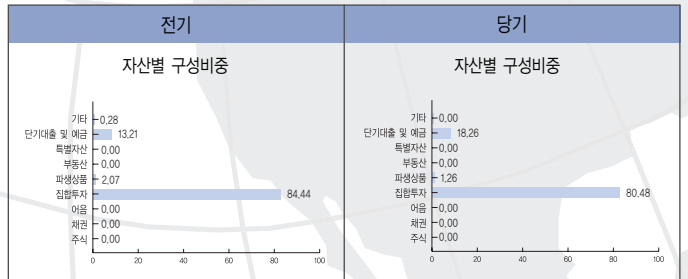 전기
당기
자산별 구성비중
자산별 구성비중
기타 0.28
단기대출 및 예금 13.21
특별자산 0.00
부동산 0.00
파생상품 2.07
집합투자 84.44
어음 0.00
채권 0.00
주식 0.00
0 20 40 60 80 100
기타 0.00
단기대출 및 예금 18.26
특별자산 0.00
부동산 0.00
파생상품 1.26
집합투자 80.48
어음 0.00
채권 0.00
주식 0.00
0 20 40 60 80 100